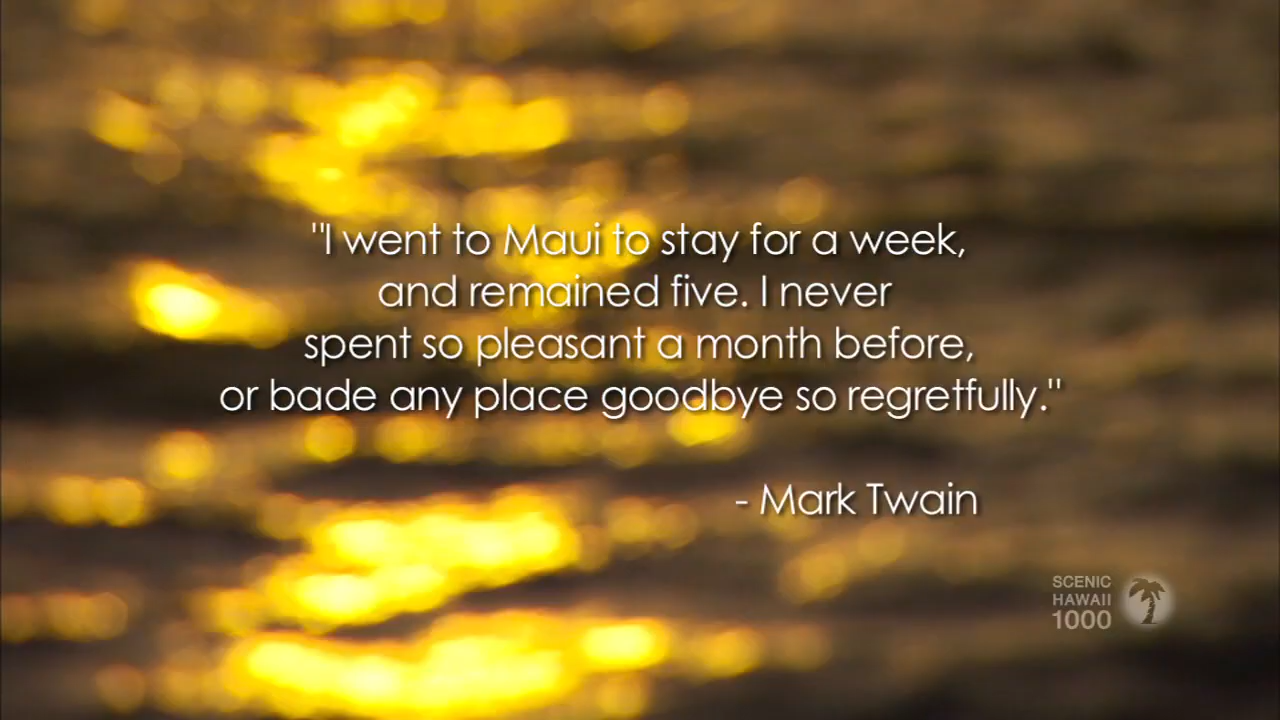 "I went to Maui to stay for a week,
and remained five. I never
spent so pleasant a month before,
or bade any place goodbye so regretfully."
- Mark Twain
SCENIC
HAWAII
1000